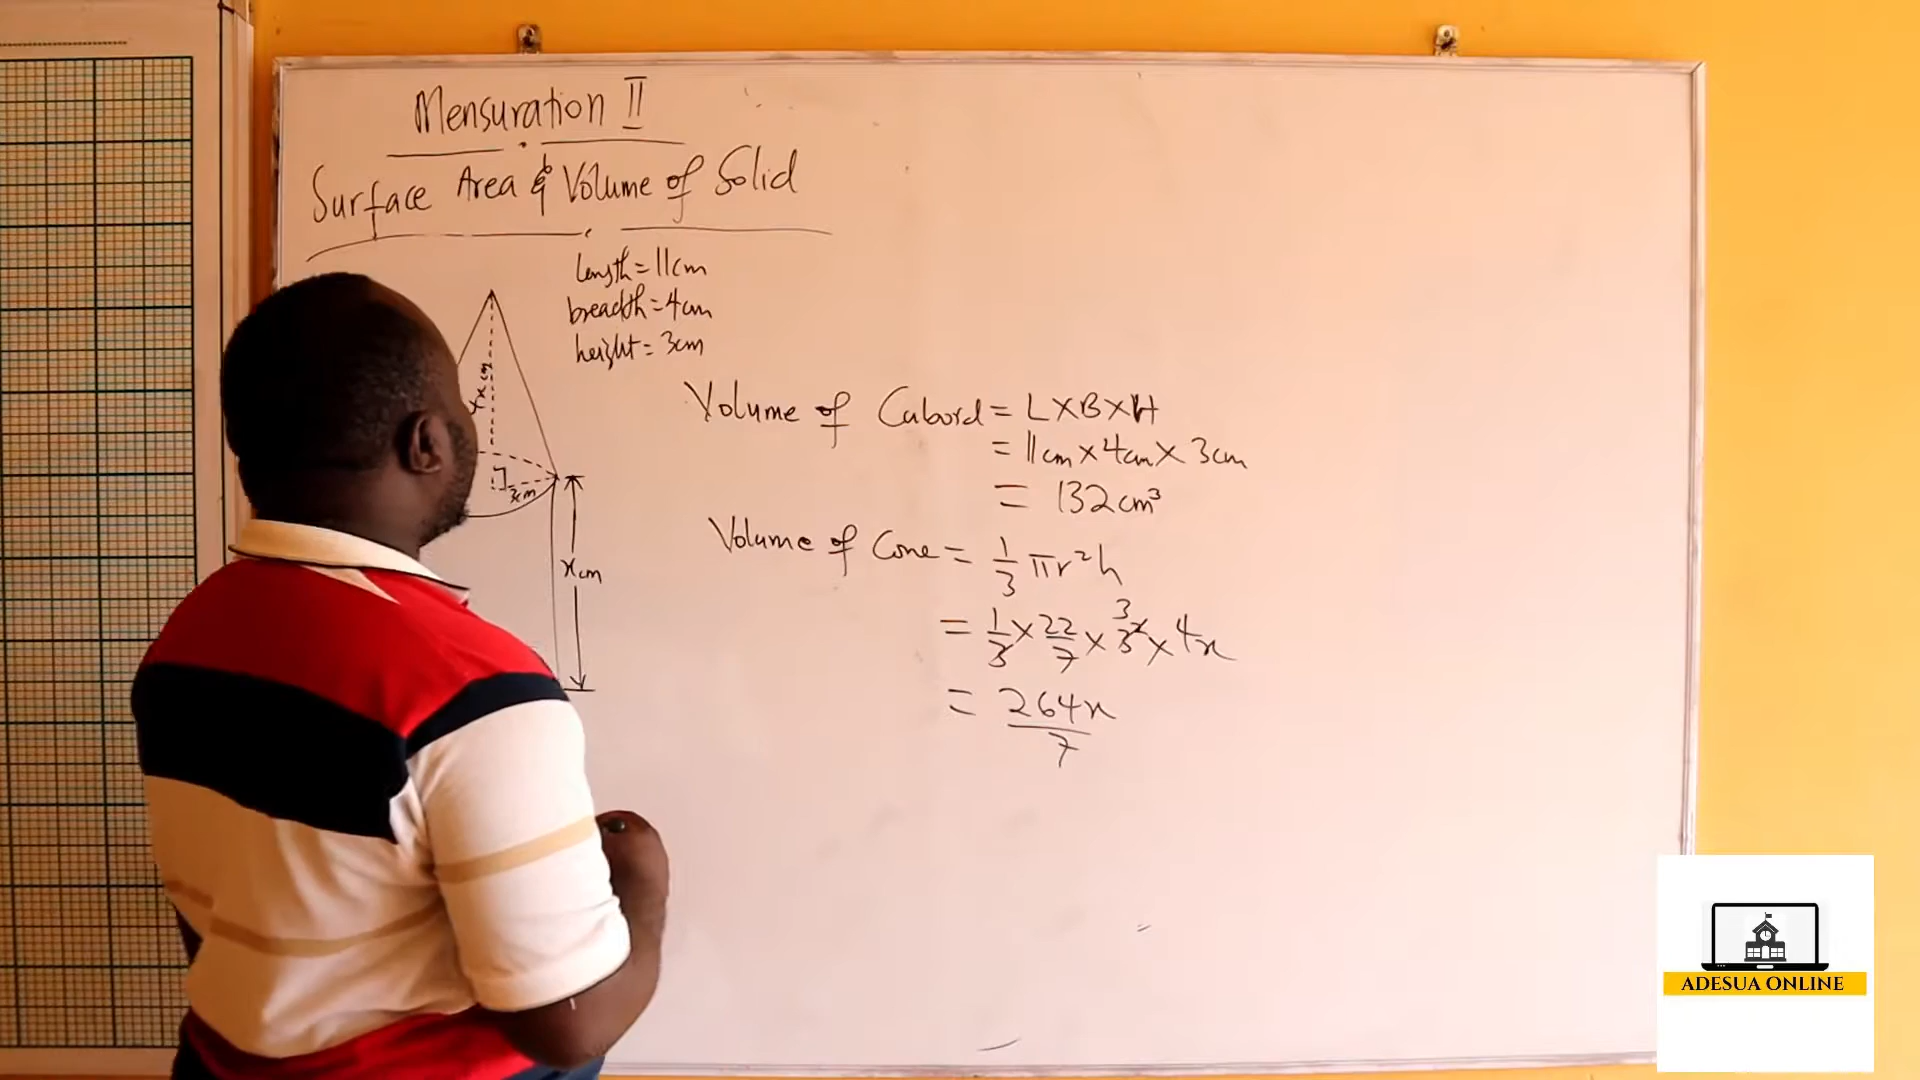 Mensuration II
Surface Area & Volume of Solid
length = 11cm
breadth = 4cm
height = 3cm
4x cm
3cm
x cm
Volume of Cuboid = L×B×H
= 11cm × 4cm × 3cm
= 132cm³
Volume of Cone = 1/3 πr²h
= 1/3 × 22/7 × 3² × 4x
3
= 264x/7
ADESUA ONLINE